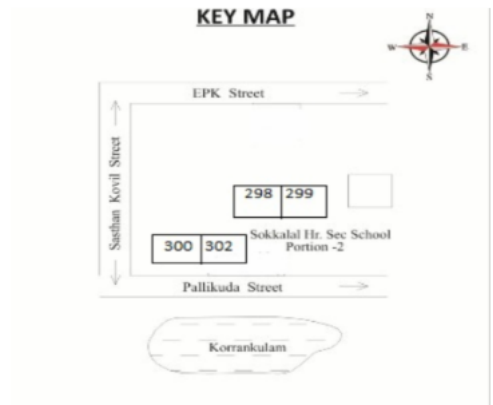 KEY MAP
N
W E
S
EPK Street
Sasthan Kovil Street
298 299
Sokkalal Hr. Sec School
Portion -2
300 302
Pallikuda Street
Korrankulam